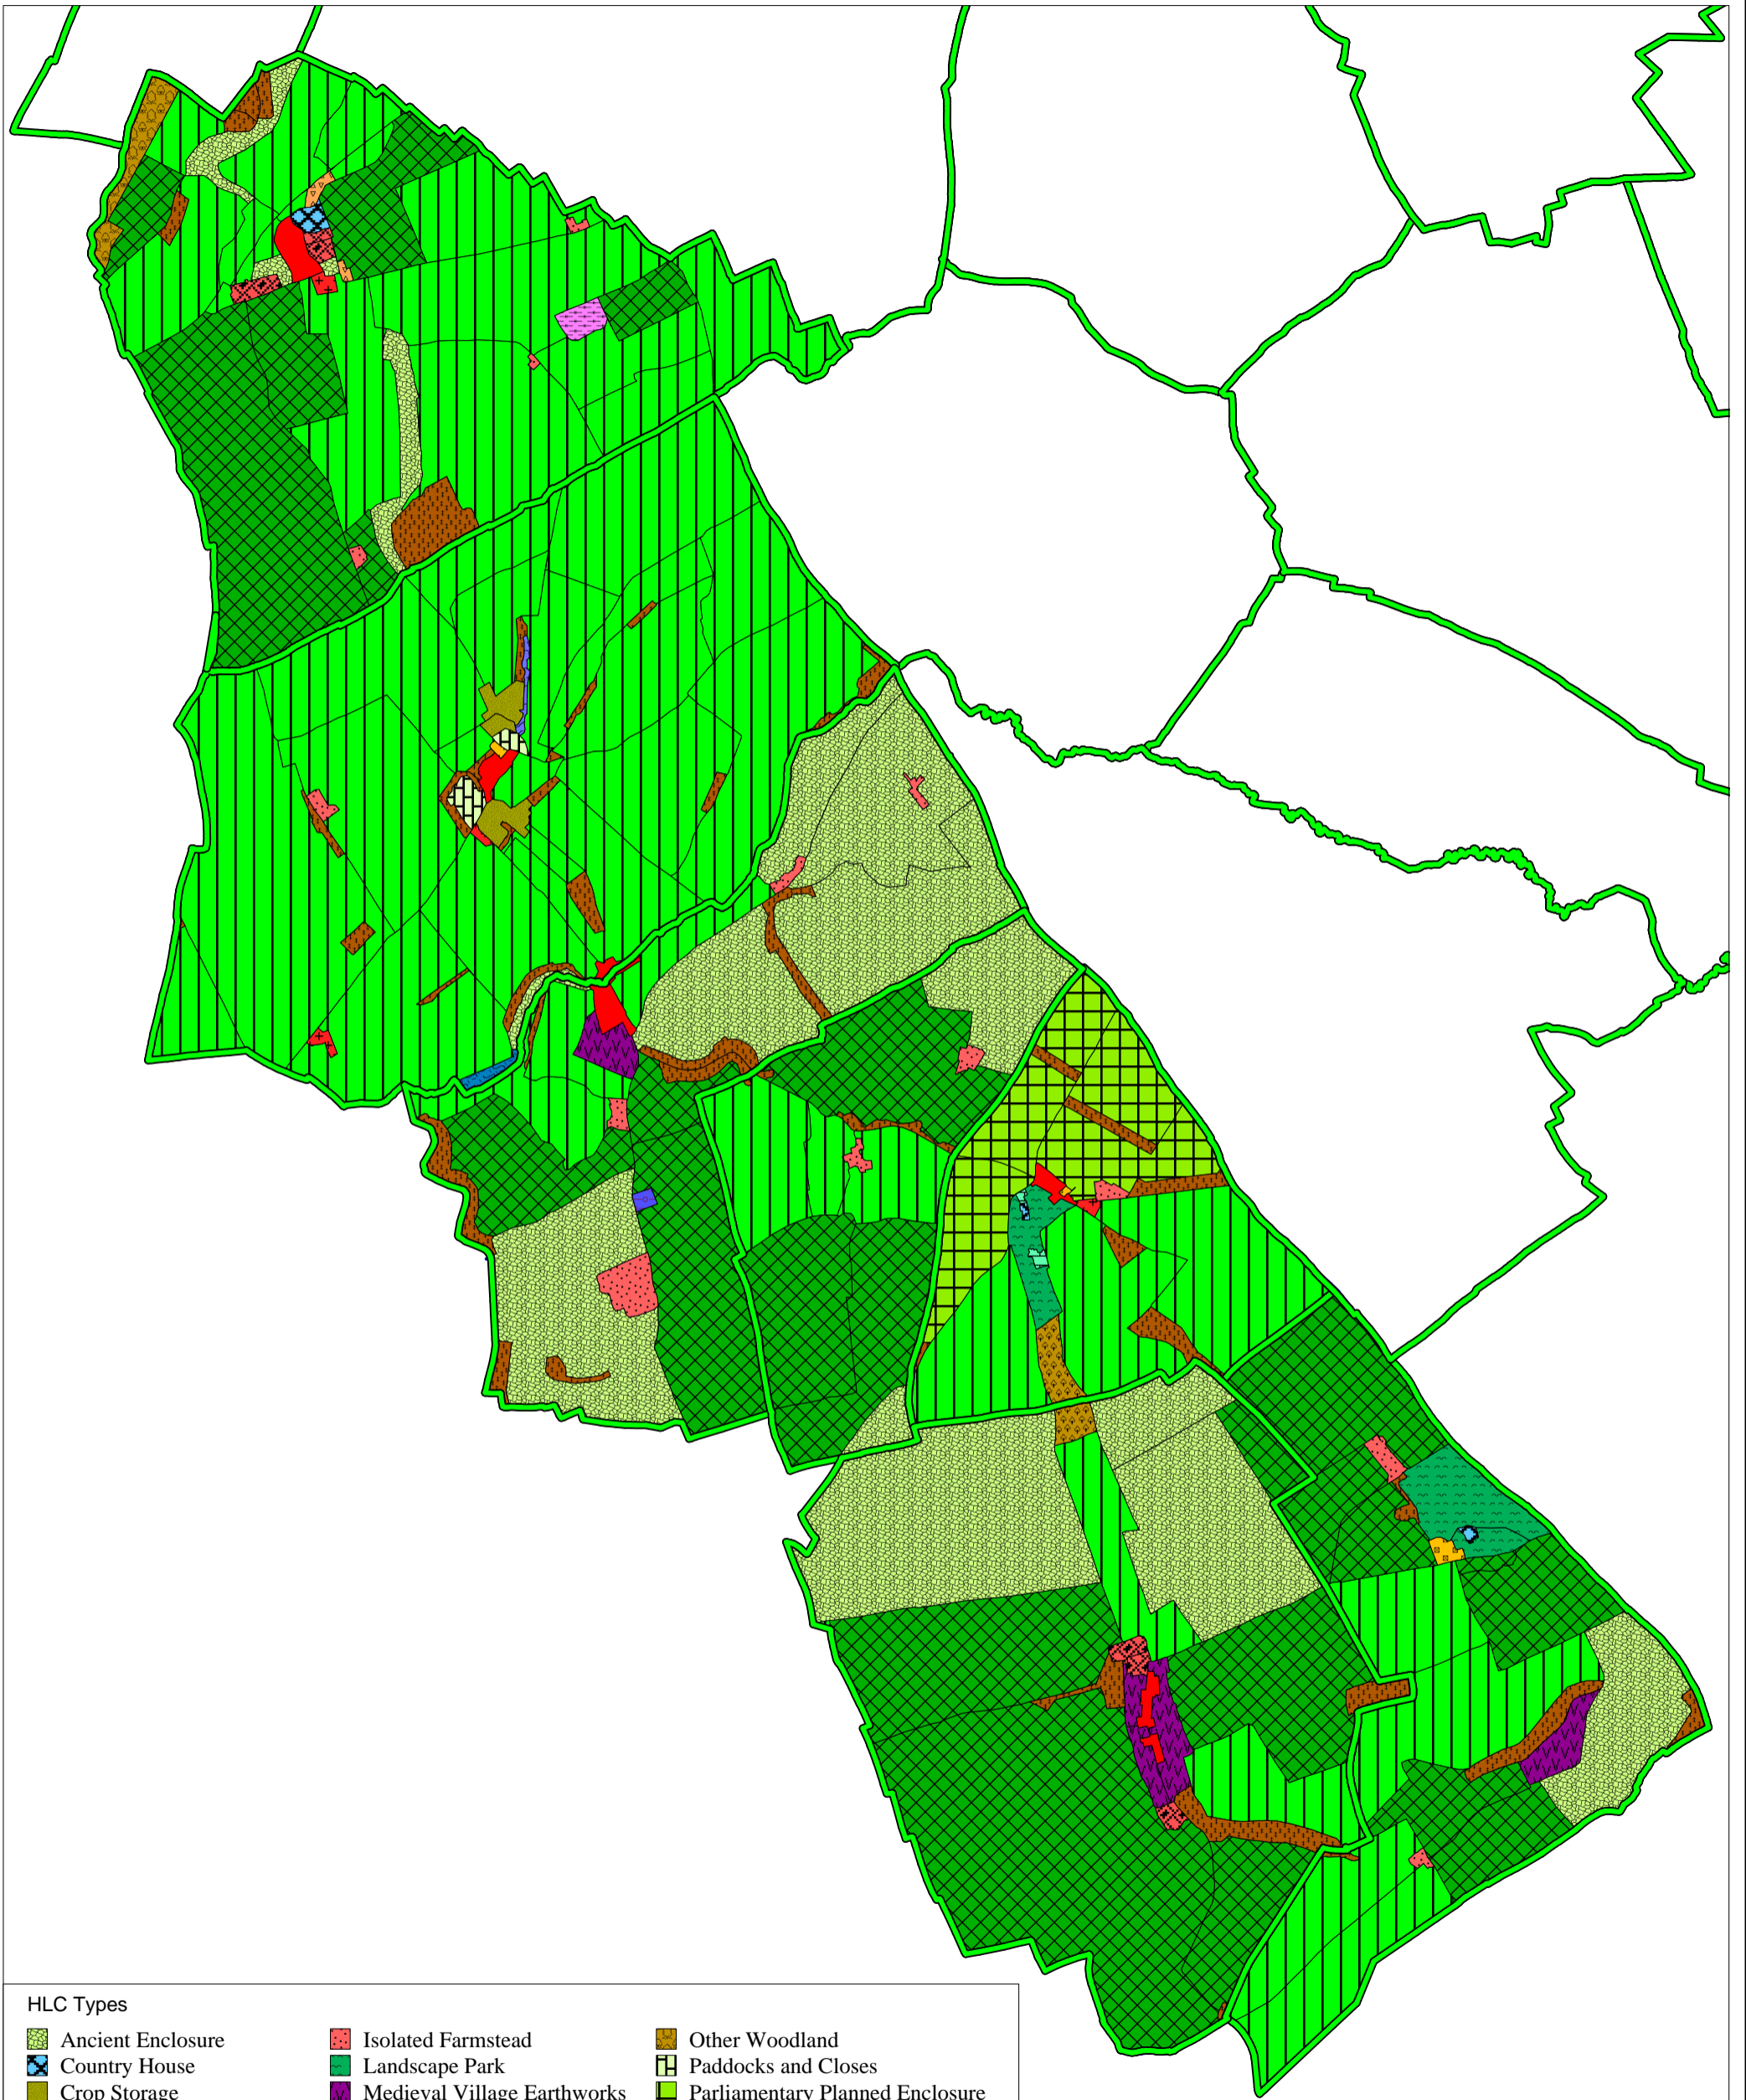 HLC Types
Ancient Enclosure Isolated Farmstead Other Woodland
Country House Landscape Park Paddocks and Closes
Crop Storage Medieval Village Earthworks Parliamentary Planned Enclosure